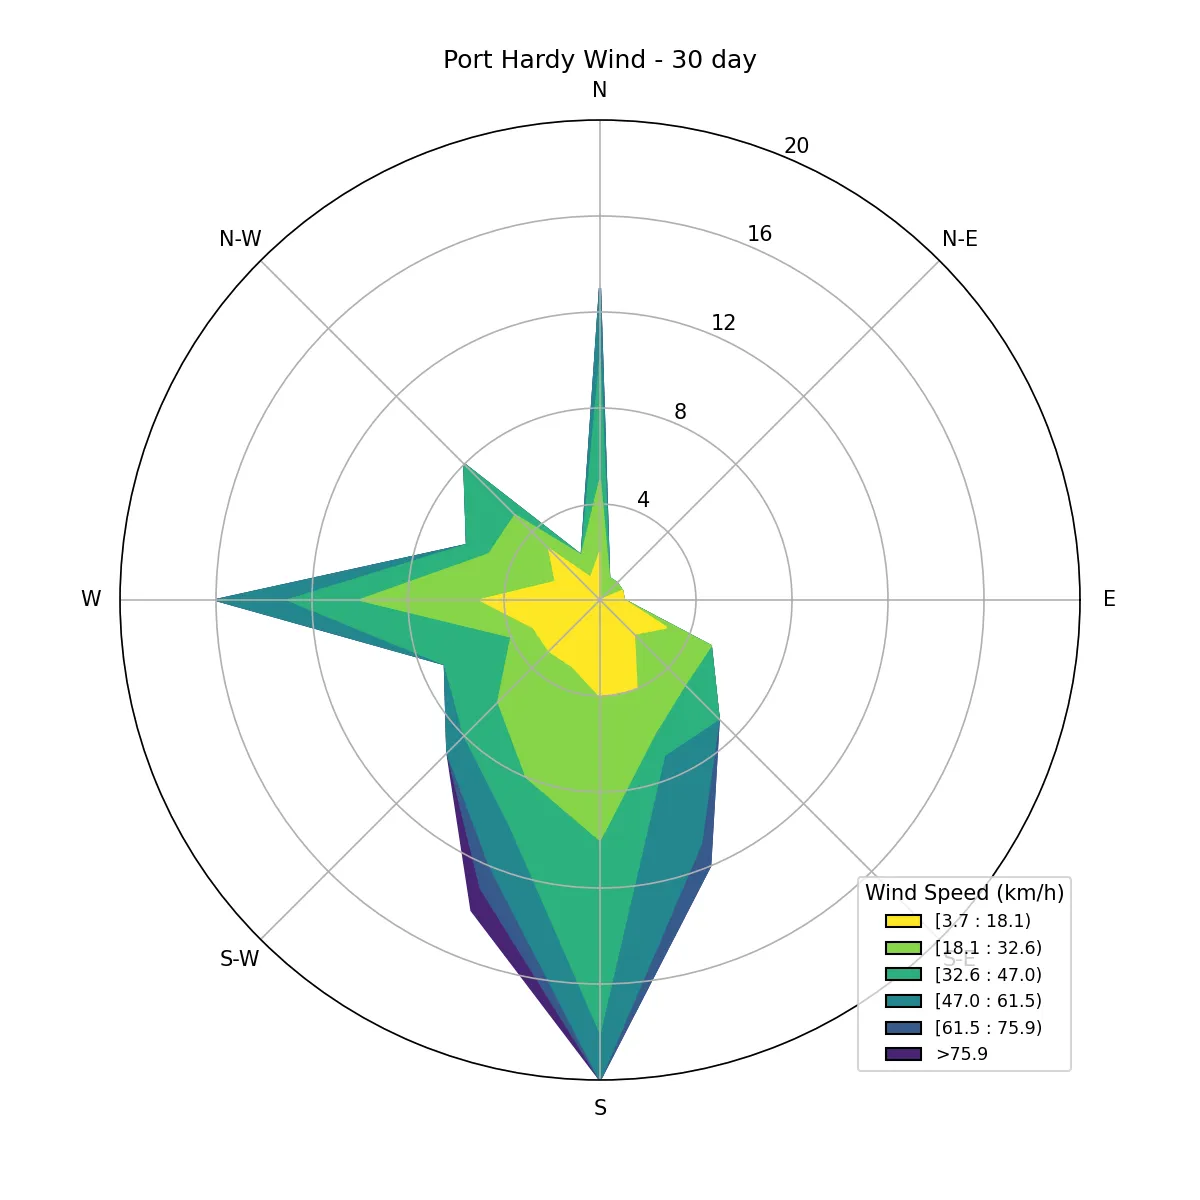 Port Hardy Wind - 30 day
N
20
N-W
16
N-E
12
8
4
W
E
Wind Speed (km/h)
[3.7 : 18.1)
[18.1 : 32.6)
S-W
S-E
[32.6 : 47.0)
[47.0 : 61.5)
[61.5 : 75.9)
>75.9
S